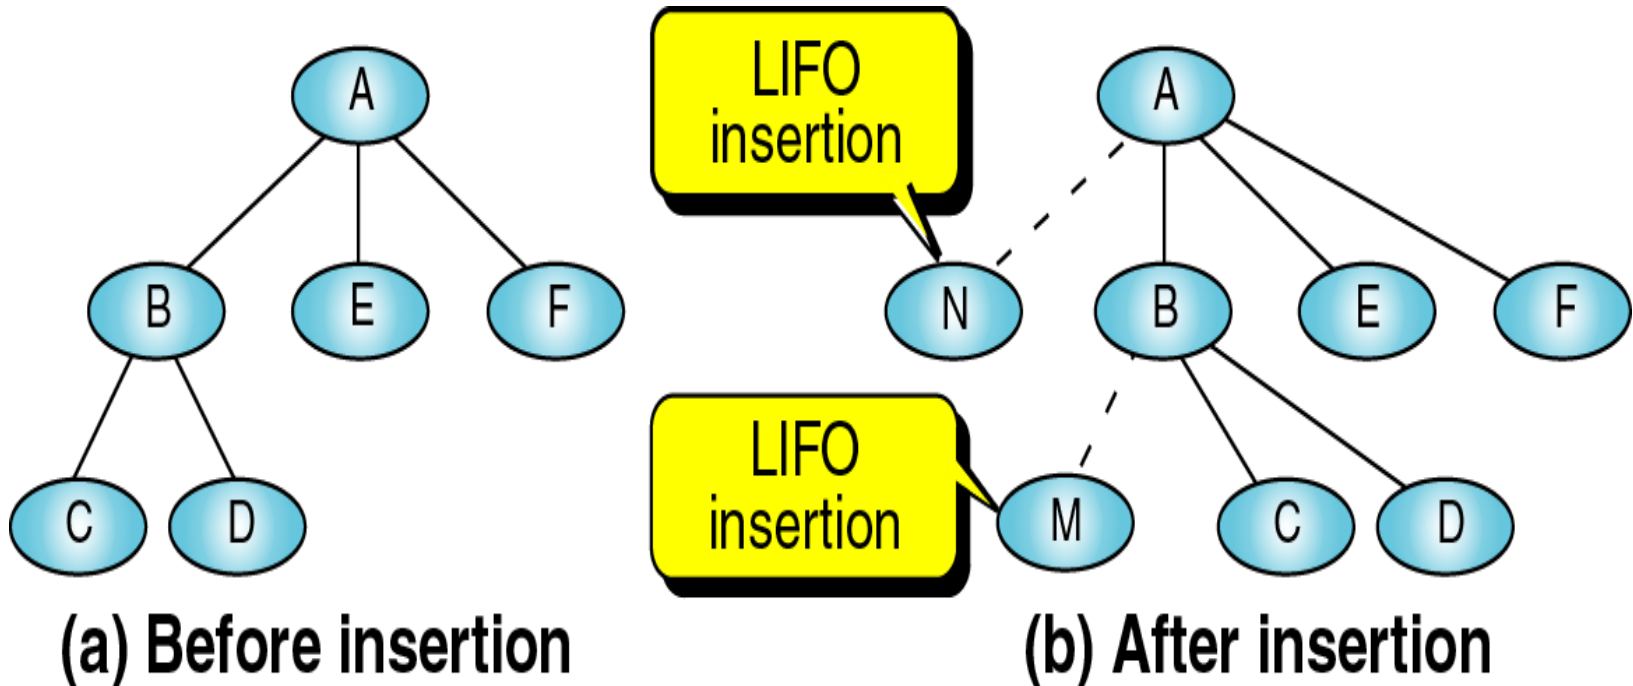 A
B
E
F
C
D
(a) Before insertion
LIFO
insertion
A
N
B
E
F
LIFO
insertion
M
C
D
(b) After insertion